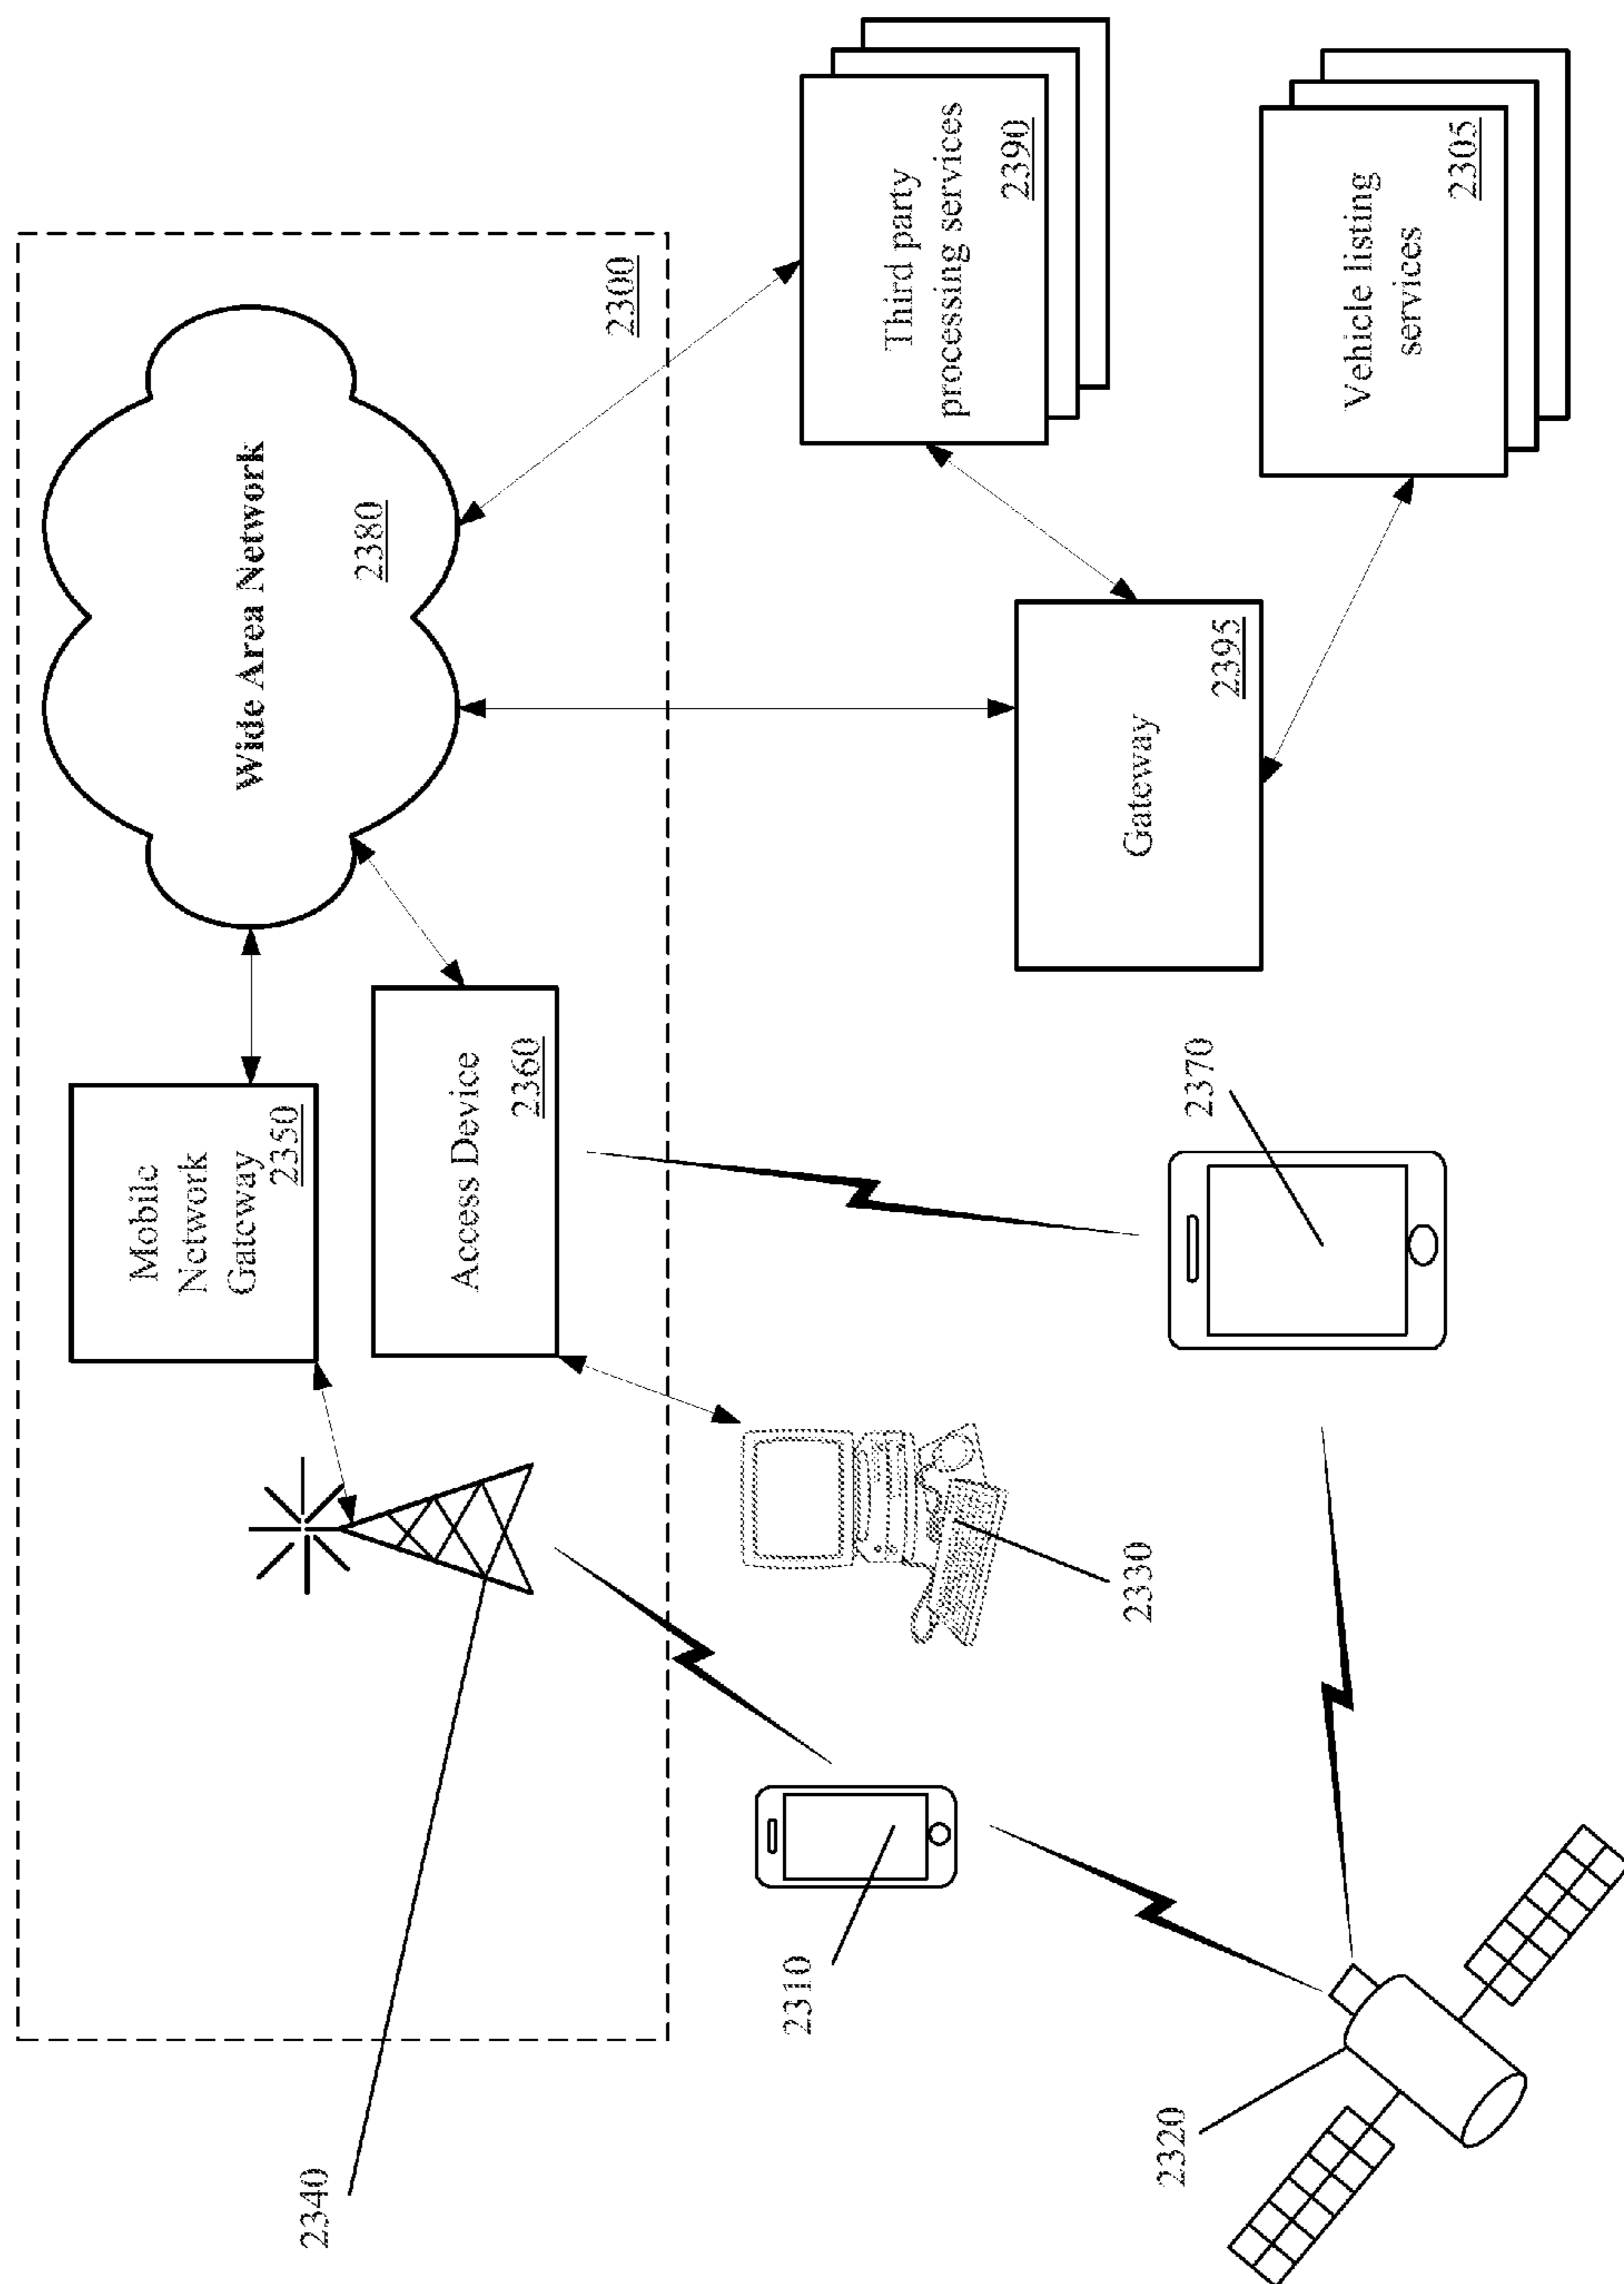 2340
Mobile
Network
Gateway
2350
Wide Area Network
2380
Access Device
2360
2300
2310
2330
Third party
processing services
2390
Gateway
2395
2320
2370
Vehicle listing
services
2305